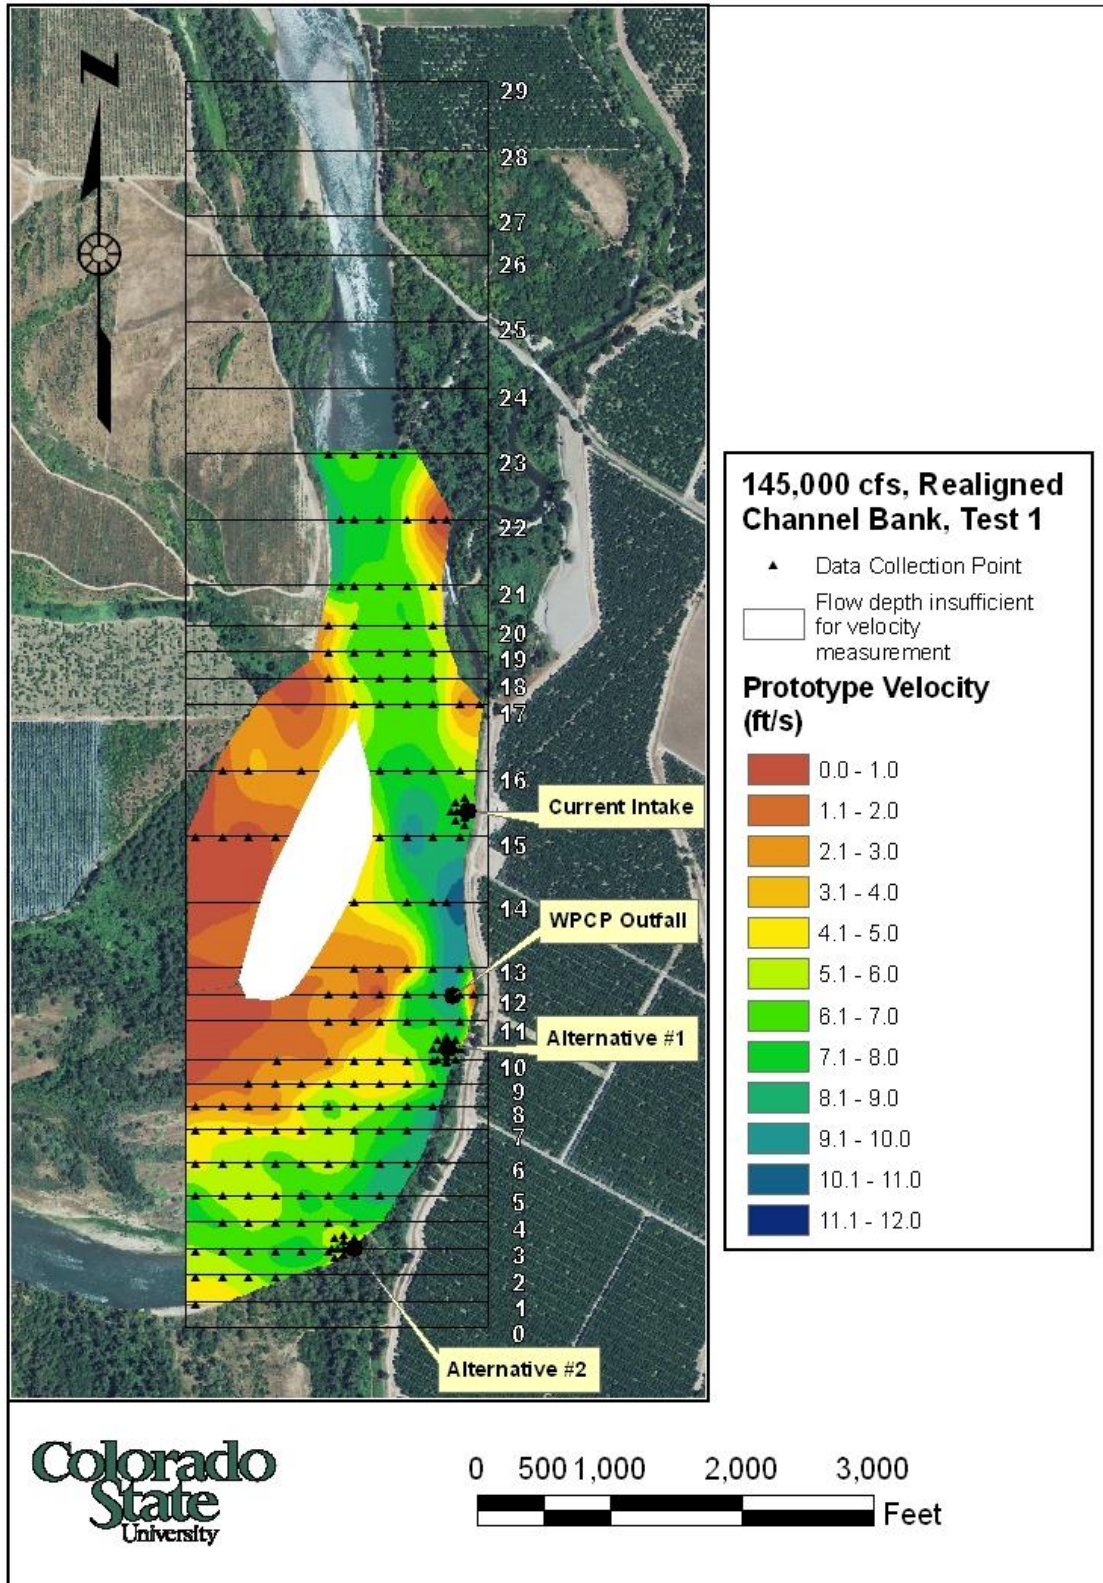 N
29
28
27
26
25
24
23
22
21
20
19
18
17
16
Current Intake
15
14
WPCP Outfall
13
12
11
Alternative #1
10
9
8
7
6
5
4
3
2
1
0
Alternative #2
145,000 cfs, Realigned
Channel Bank, Test 1
Data Collection Point
Flow depth insufficient
for velocity
measurement
Prototype Velocity
(ft/s)
0.0 - 1.0
1.1 - 2.0
2.1 - 3.0
3.1 - 4.0
4.1 - 5.0
5.1 - 6.0
6.1 - 7.0
7.1 - 8.0
8.1 - 9.0
9.1 - 10.0
10.1 - 11.0
11.1 - 12.0
Colorado
State
University
0 500 1,000 2,000 3,000
Feet